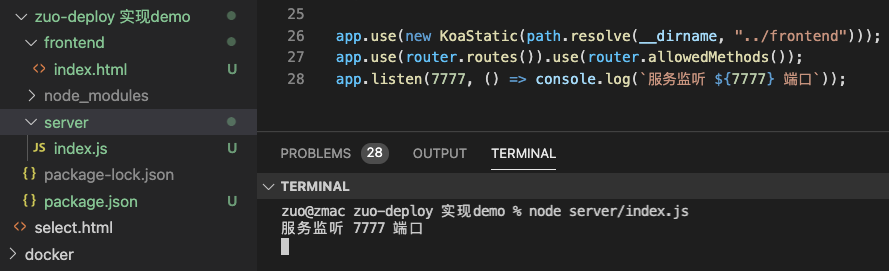 zuo-deploy 实现demo
frontend
<> index.html U
node_modules
server
JS index.js U
{} package-lock.json
{} package.json U
<> select.html
docker
25
26 app.use(new KoaStatic(path.resolve(__dirname, "../frontend")));
27 app.use(router.routes()).use(router.allowedMethods());
28 app.listen(7777, () => console.log(`服务监听 ${7777} 端口`));
PROBLEMS 28 OUTPUT TERMINAL
TERMINAL
zuo@zmac zuo-deploy 实现demo % node server/index.js
服务监听 7777 端口